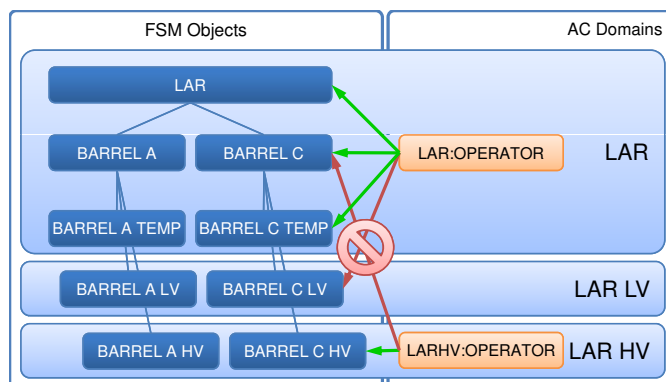 FSM Objects
AC Domains
LAR
BARREL A
BARREL C
LAR:OPERATOR
LAR
BARREL A TEMP
BARREL C TEMP
BARREL A LV
BARREL C LV
LAR LV
BARREL A HV
BARREL C HV
LARHV:OPERATOR
LAR HV